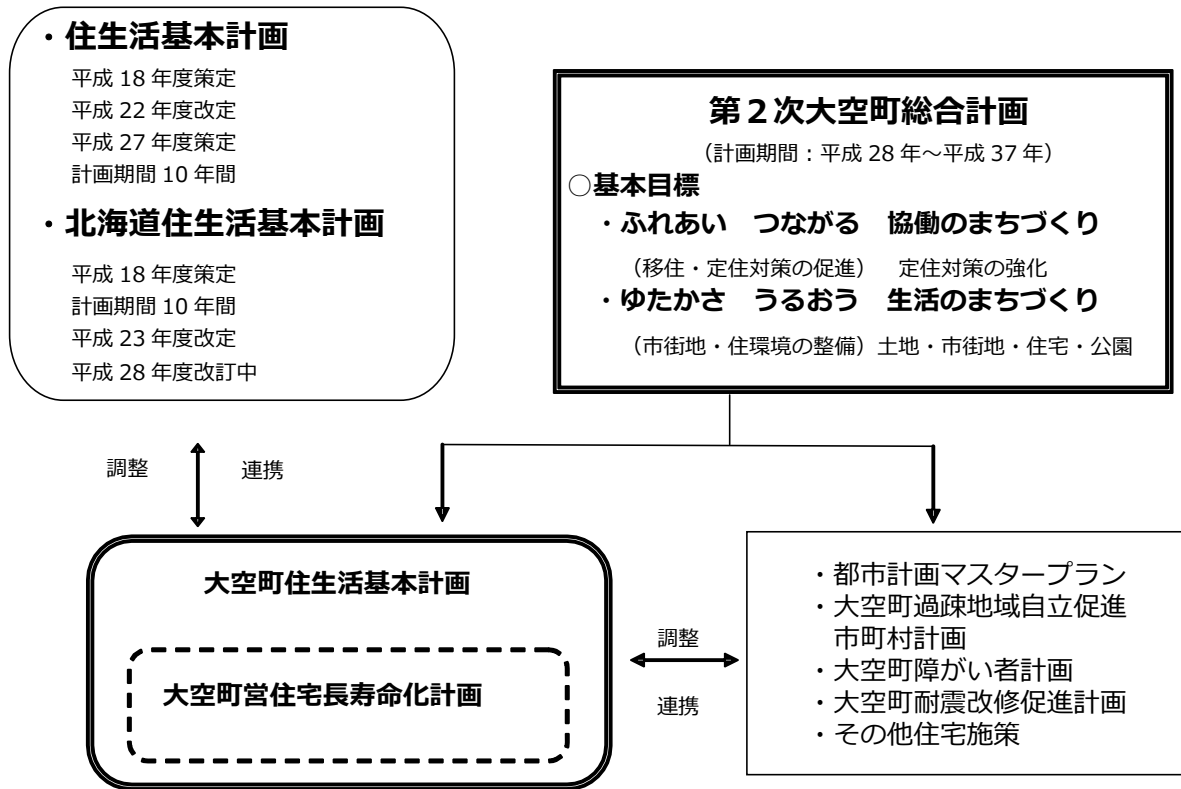 ・住生活基本計画
平成 18 年度策定
平成 22 年度改定
平成 27 年度策定
計画期間 10 年間
・北海道住生活基本計画
平成 18 年度策定
計画期間 10 年間
平成 23 年度改定
平成 28 年度改訂中
第２次大空町総合計画
（計画期間：平成 28 年～平成 37 年）
○基本目標
・ふれあい　つながる　協働のまちづくり
（移住・定住対策の促進）　定住対策の強化
・ゆたかさ　うるおう　生活のまちづくり
（市街地・住環境の整備）土地・市街地・住宅・公園
調整　連携
大空町住生活基本計画
大空町営住宅長寿命化計画
調整
連携
・都市計画マスタープラン
・大空町過疎地域自立促進
市町村計画
・大空町障がい者計画
・大空町耐震改修促進計画
・その他住宅施策